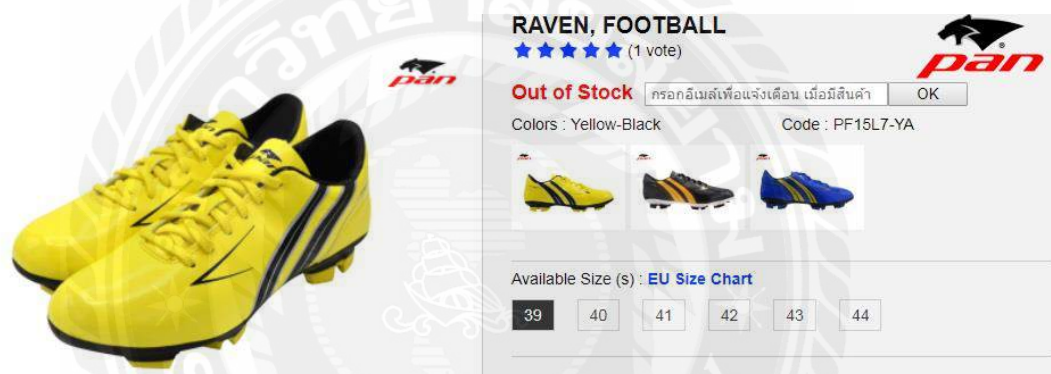 RAVEN, FOOTBALL
(1 vote)
pan
pan
Out of Stock กรอกอีเมล์เพื่อแจ้งเตือน เมื่อมีสินค้า OK
Colors : Yellow-Black Code : PF15L7-YA
Available Size (s) : EU Size Chart
39 40 41 42 43 44